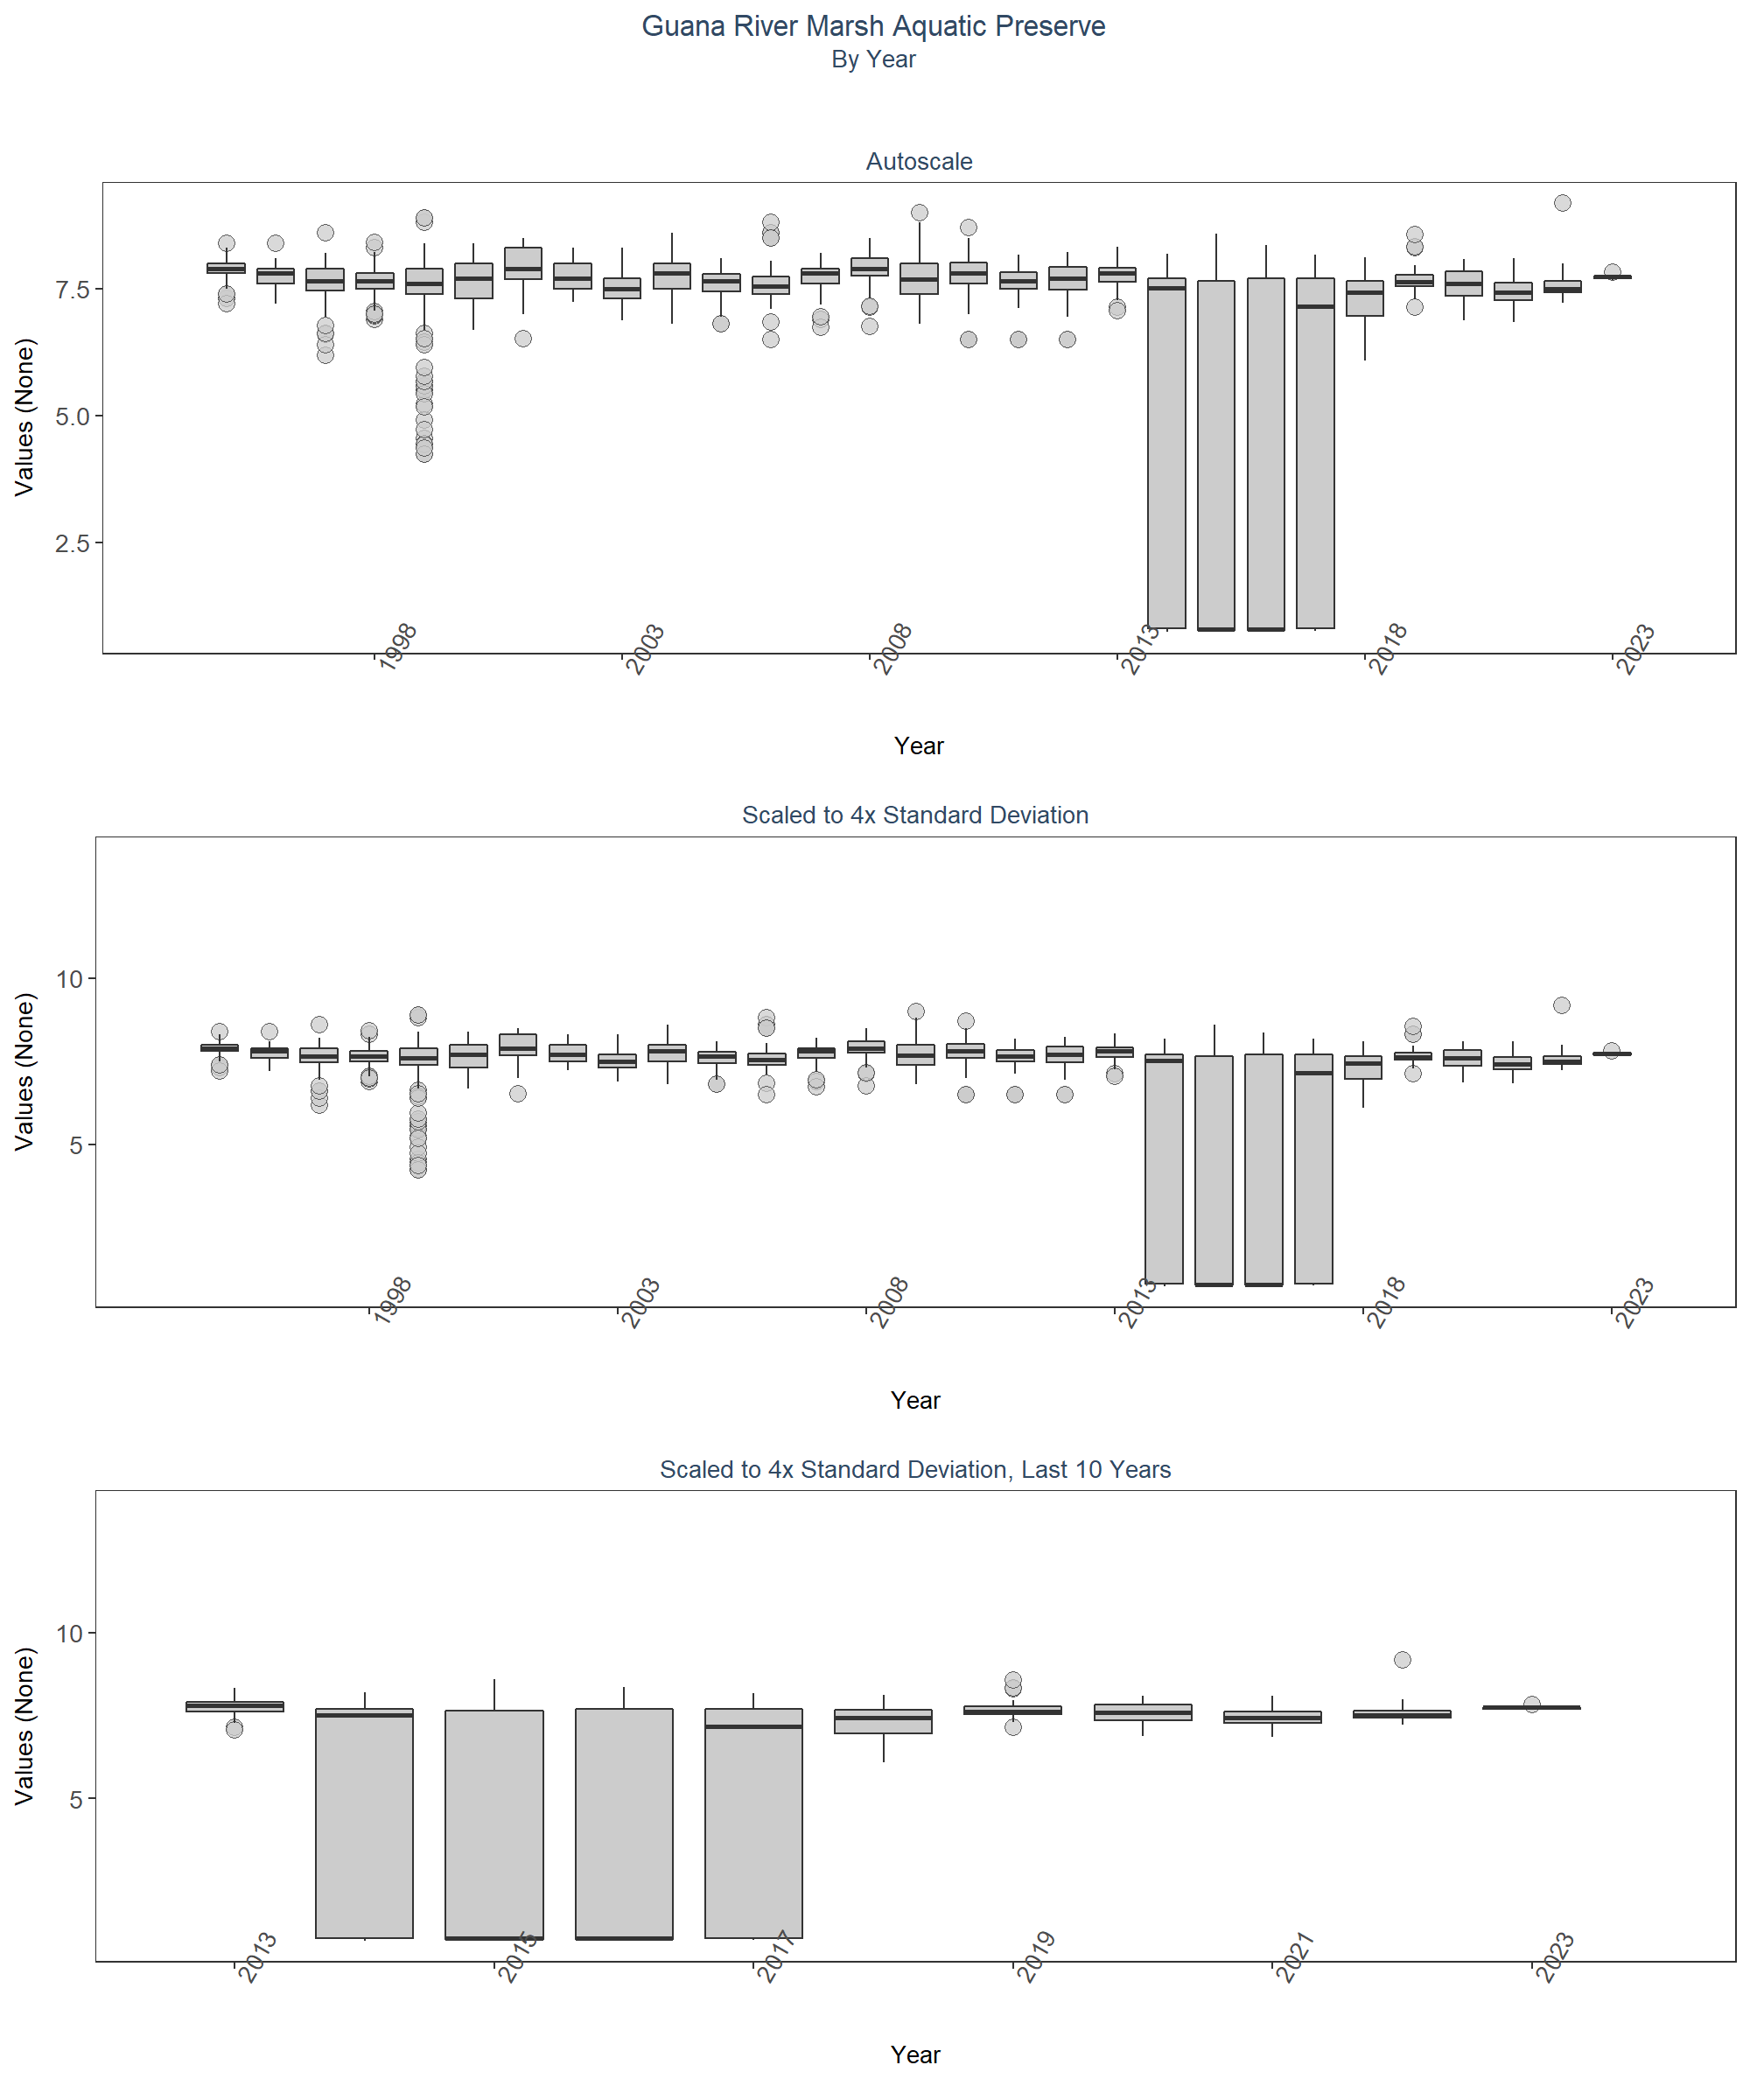 Guana River Marsh Aquatic Preserve
By Year
Autoscale
Values (None)
7.5
5.0
2.5
1998 2003 2008 2013 2018 2023
Year
Scaled to 4x Standard Deviation
Values (None)
10
5
1998 2003 2008 2013 2018 2023
Year
Scaled to 4x Standard Deviation, Last 10 Years
Values (None)
10
5
2013 2015 2017 2019 2021 2023
Year